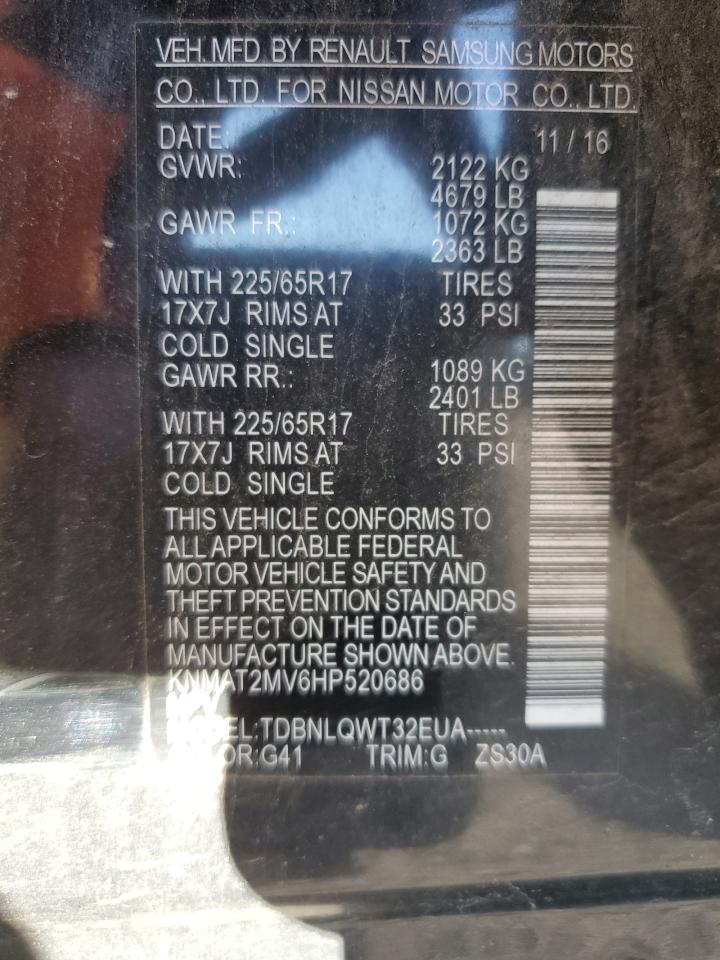 VEH. MFD BY RENAULT SAMSUNG MOTORS
CO., LTD. FOR NISSAN MOTOR CO., LTD.
DATE: 11 / 16
GVWR: 2122 KG
4679 LB
GAWR FR.: 1072 KG
2363 LB
WITH 225/65R17 TIRES
17X7J RIMS AT 33 PSI
COLD SINGLE
GAWR RR.: 1089 KG
2401 LB
WITH 225/65R17 TIRES
17X7J RIMS AT 33 PSI
COLD SINGLE
THIS VEHICLE CONFORMS TO
ALL APPLICABLE FEDERAL
MOTOR VEHICLE SAFETY AND
THEFT PREVENTION STANDARDS
IN EFFECT ON THE DATE OF
MANUFACTURE SHOWN ABOVE.
KNMAT2MV6HP520686
TDBNLQWT32EUA-----
G41 TRIM:G ZS30A